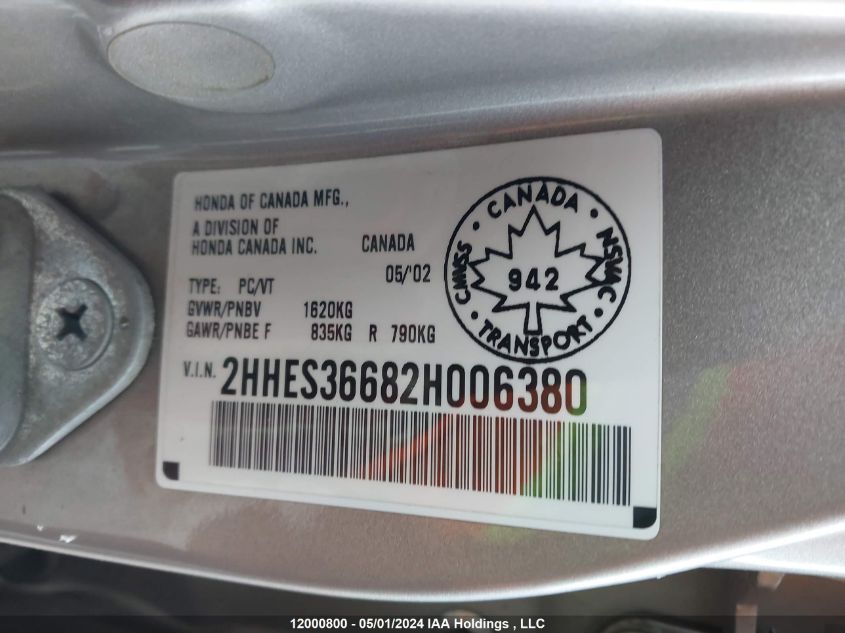 HONDA OF CANADA MFG.,
A DIVISION OF
HONDA CANADA INC. CANADA
05/'02
TYPE: PC/VT
GVWR/PNBV 1620KG
GAWR/PNBE F 835KG R 790KG
V.I.N. 2HHES36682H006380
CANADA
CMVSS 942 NSVAC
TRANSPORT
12000800 - 05/01/2024 IAA Holdings , LLC